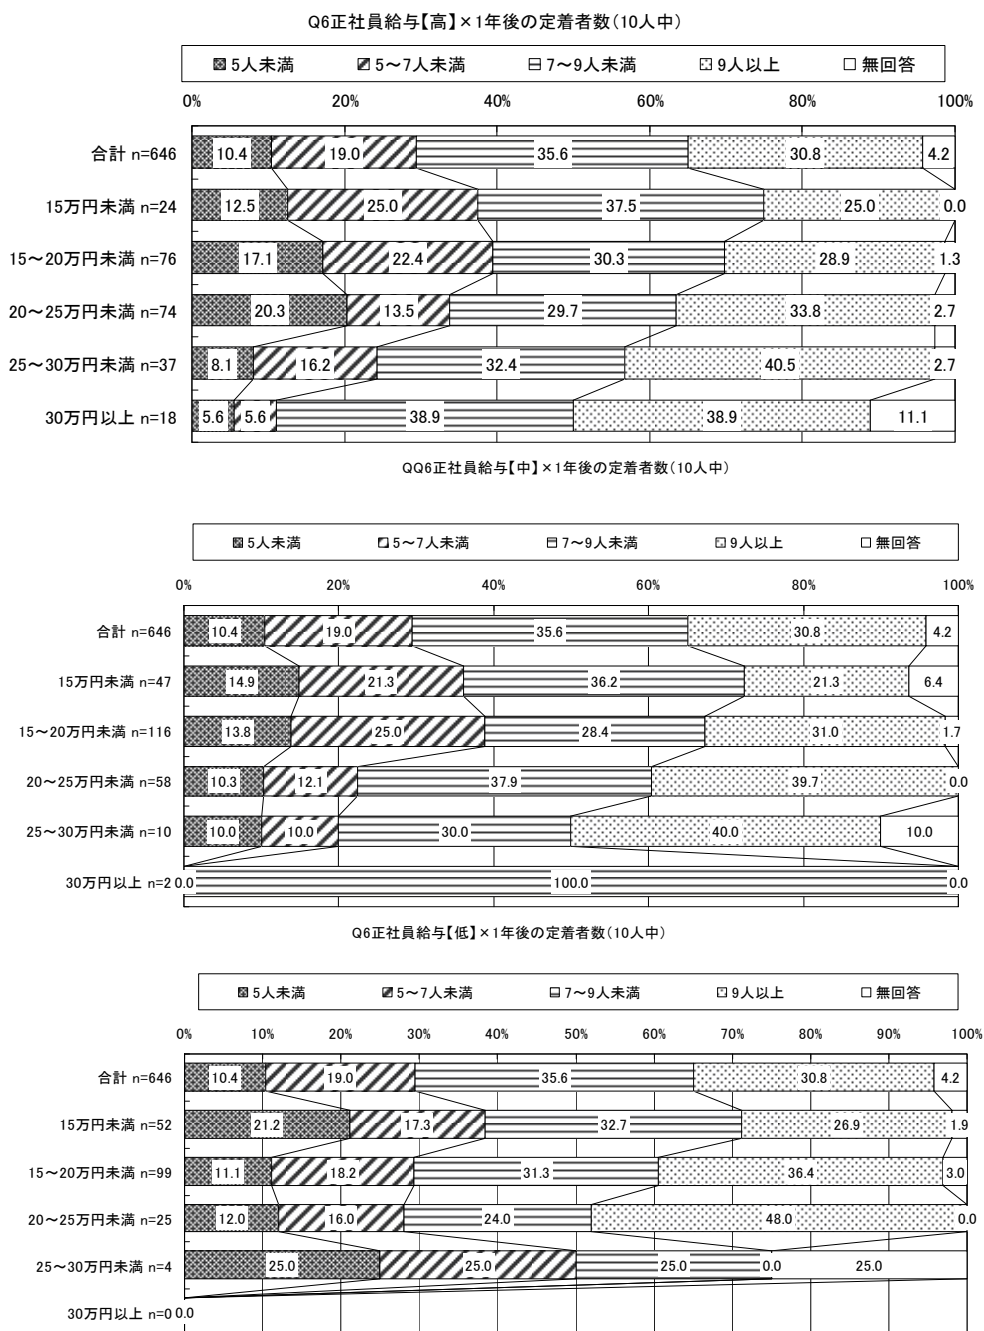 Q6正社員給与【高】×1年後の定着者数(10人中)
5人未満 5～7人未満 7～9人未満 9人以上 無回答
0% 20% 40% 60% 80% 100%
合計 n=646 10.4 19.0 35.6 30.8 4.2
15万円未満 n=24 12.5 25.0 37.5 25.0 0.0
15～20万円未満 n=76 17.1 22.4 30.3 28.9 1.3
20～25万円未満 n=74 20.3 13.5 29.7 33.8 2.7
25～30万円未満 n=37 8.1 16.2 32.4 40.5 2.7
30万円以上 n=18 5.6 5.6 38.9 38.9 11.1
QQ6正社員給与【中】×1年後の定着者数(10人中)
5人未満 5～7人未満 7～9人未満 9人以上 無回答
0% 20% 40% 60% 80% 100%
合計 n=646 10.4 19.0 35.6 30.8 4.2
15万円未満 n=47 14.9 21.3 36.2 21.3 6.4
15～20万円未満 n=116 13.8 25.0 28.4 31.0 1.7
20～25万円未満 n=58 10.3 12.1 37.9 39.7 0.0
25～30万円未満 n=10 10.0 10.0 30.0 40.0 10.0
30万円以上 n=2 0.0 100.0 0.0
Q6正社員給与【低】×1年後の定着者数(10人中)
5人未満 5～7人未満 7～9人未満 9人以上 無回答
0% 10% 20% 30% 40% 50% 60% 70% 80% 90% 100%
合計 n=646 10.4 19.0 35.6 30.8 4.2
15万円未満 n=52 21.2 17.3 32.7 26.9 1.9
15～20万円未満 n=99 11.1 18.2 31.3 36.4 3.0
20～25万円未満 n=25 12.0 16.0 24.0 48.0 0.0
25～30万円未満 n=4 25.0 25.0 25.0 0.0 25.0
30万円以上 n=0 0.0